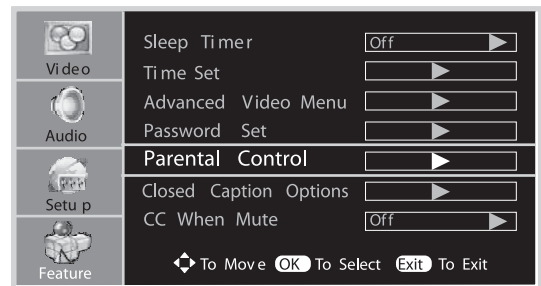 Video
Audio
Setup
Feature
Sleep Timer Off
Time Set
Advanced Video Menu
Password Set
Parental Control
Closed Caption Options
CC When Mute Off
To Move OK To Select Exit To Exit